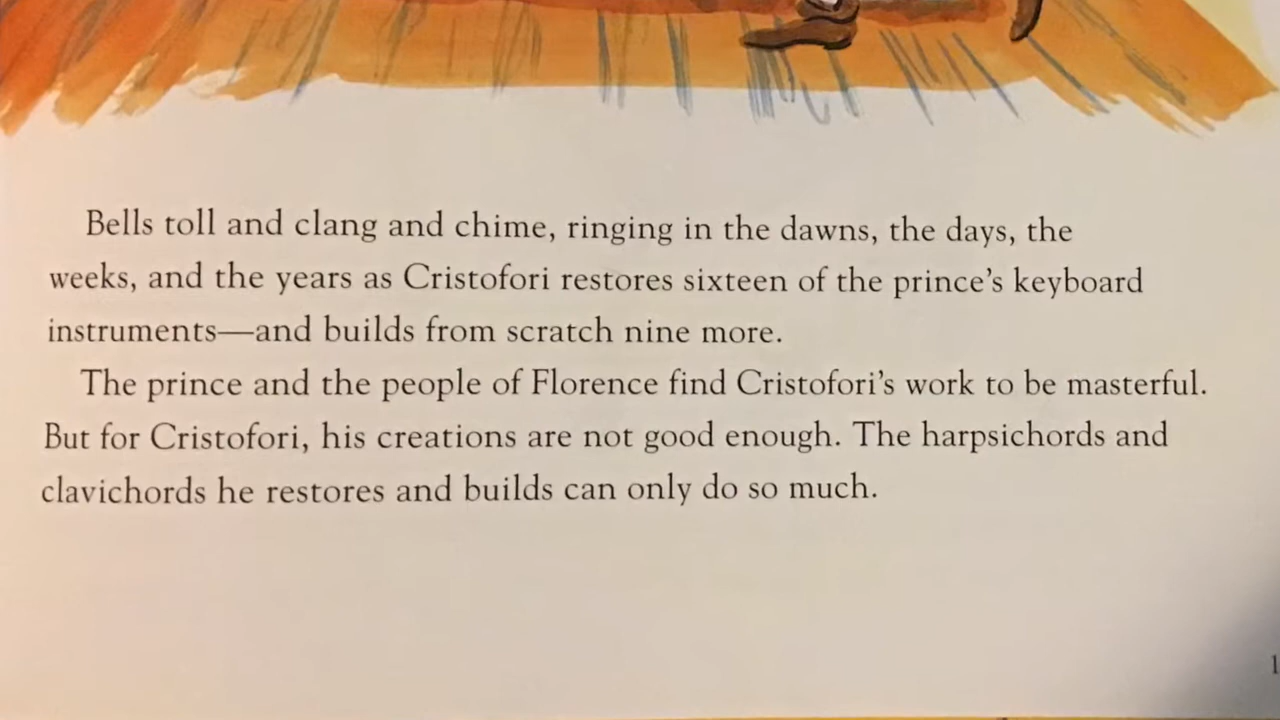 Bells toll and clang and chime, ringing in the dawns, the days, the
weeks, and the years as Cristofori restores sixteen of the prince's keyboard
instruments—and builds from scratch nine more.
The prince and the people of Florence find Cristofori's work to be masterful.
But for Cristofori, his creations are not good enough. The harpsichords and
clavichords he restores and builds can only do so much.